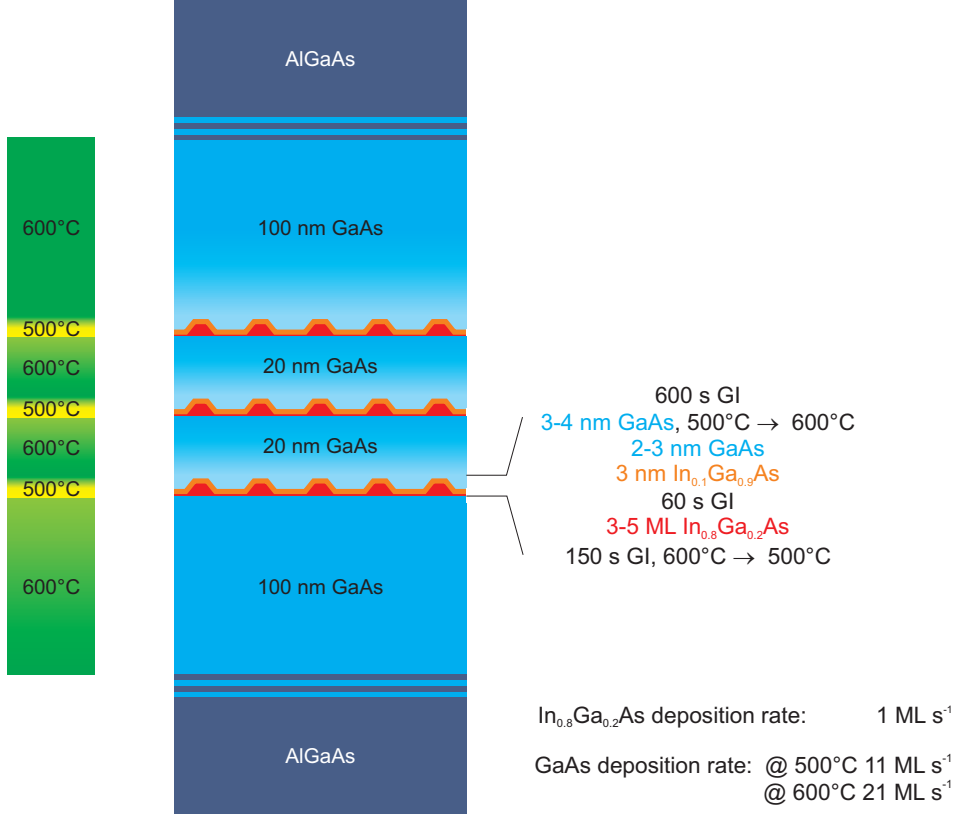 AlGaAs
600°C
100 nm GaAs
500°C
600°C
20 nm GaAs
500°C
600°C
20 nm GaAs
500°C
600°C
100 nm GaAs
AlGaAs
600 s GI
3-4 nm GaAs, 500°C → 600°C
2-3 nm GaAs
3 nm In0.1Ga0.9As
60 s GI
3-5 ML In0.8Ga0.2As
150 s GI, 600°C → 500°C
In0.8Ga0.2As deposition rate: 1 ML s-1
GaAs deposition rate: @ 500°C 11 ML s-1
@ 600°C 21 ML s-1